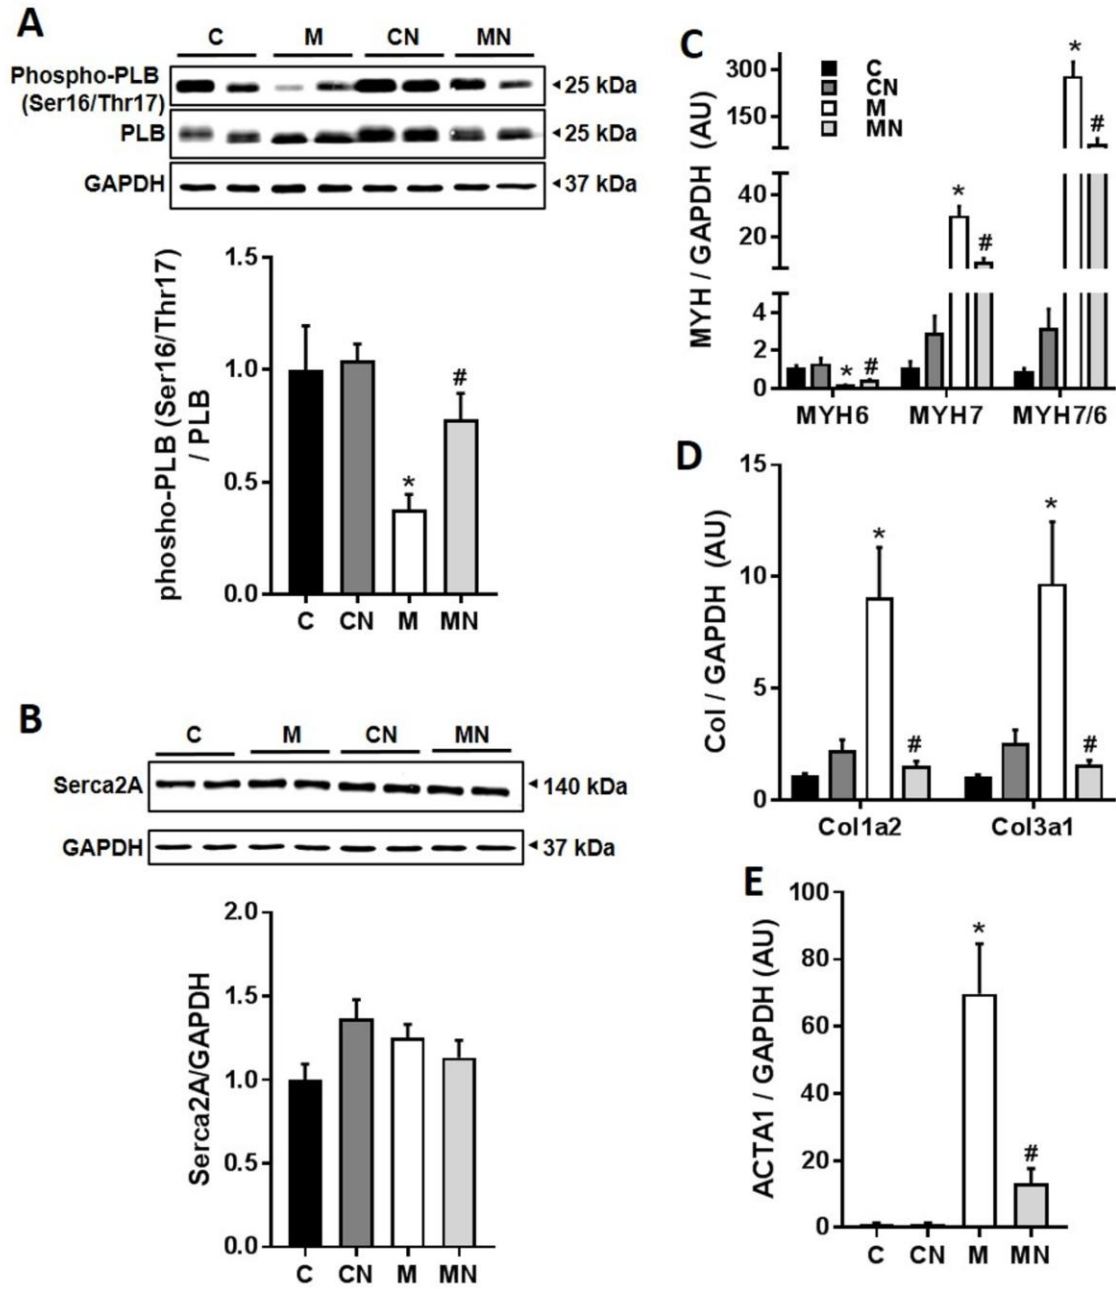 A
C M CN MN
Phospho-PLB
(Ser16/Thr17)
◄25 kDa
PLB
◄25 kDa
GAPDH
◄37 kDa
phosho-PLB (Ser16/Thr17)
/ PLB
1.5
1.0
0.5
0.0
*
#
C CN M MN
B
C M CN MN
Serca2A
◄140 kDa
GAPDH
◄37 kDa
Serca2A/GAPDH
2.0
1.5
1.0
0.5
0.0
C CN M MN
C
MYH / GAPDH (AU)
300
150
40
20
4
2
0
C
CN
M
MN
* #
* #
* #
MYH6 MYH7 MYH7/6
D
Col / GAPDH (AU)
15
10
5
0
* #
* #
Col1a2 Col3a1
E
ACTA1 / GAPDH (AU)
100
80
60
40
20
0
*
#
C CN M MN